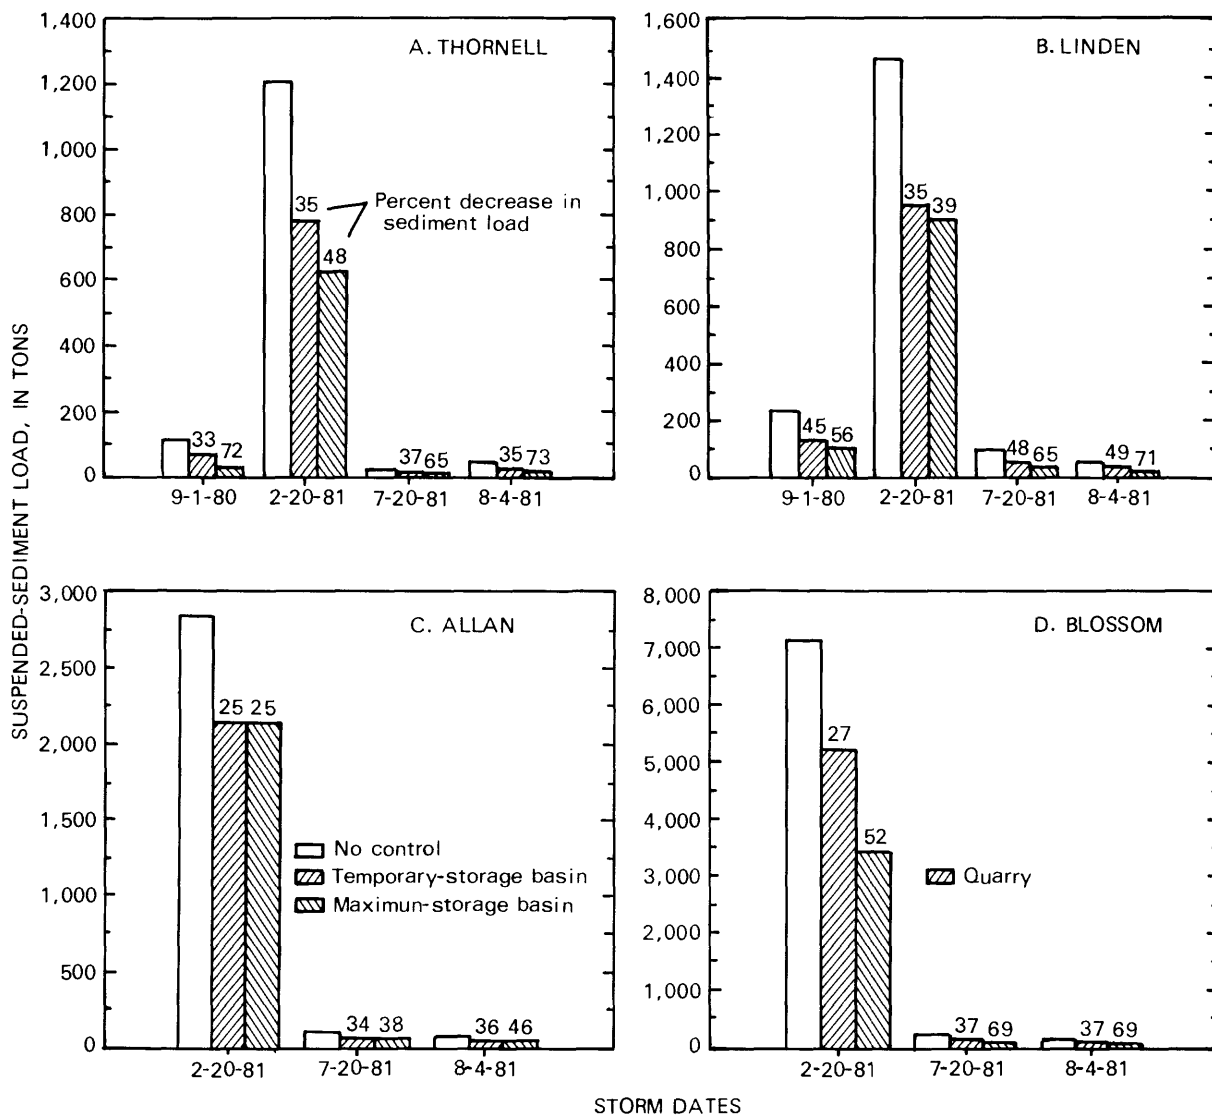 SUSPENDED-SEDIMENT LOAD, IN TONS
A. THORNELL
1,400
1,200
1,000
800
600
400
200
0
Percent decrease in
sediment load
33 72
35 48
37 65
35 73
9-1-80 2-20-81 7-20-81 8-4-81
B. LINDEN
1,600
1,400
1,200
1,000
800
600
400
200
0
45 56
35 39
48 65
49 71
9-1-80 2-20-81 7-20-81 8-4-81
C. ALLAN
3,000
2,500
2,000
1,500
1,000
500
0
25 25
34 38
36 46
No control
Temporary-storage basin
Maximun-storage basin
2-20-81 7-20-81 8-4-81
D. BLOSSOM
8,000
7,000
6,000
5,000
4,000
3,000
2,000
1,000
0
27 52
37 69
37 69
Quarry
2-20-81 7-20-81 8-4-81
STORM DATES